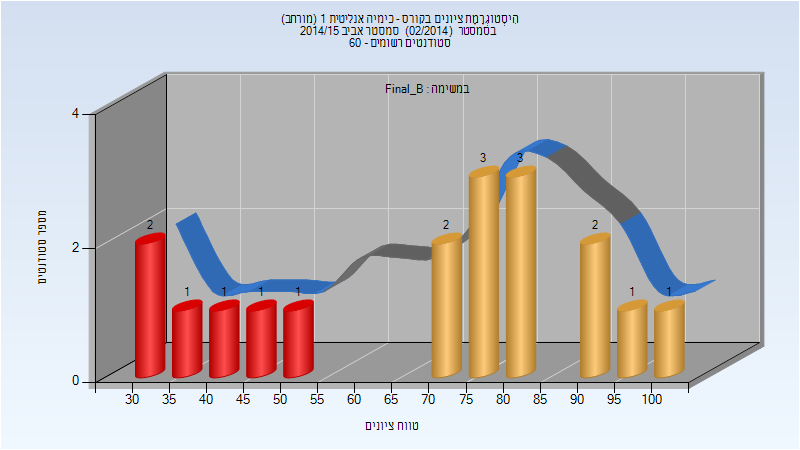 הִיסְטוֹגְרָמַת ציונים בקורס - כימיה אנליטית 1 (מורחב)
בסמסטר (02/2014) סמסטר אביב 2014/15
סטודנטים רשומים - 60
במשימה : Final_B
מספר סטודנטים
4
2
0
2
1
1
1
1
2
3
3
2
1
1
30 35 40 45 50 55 60 65 70 75 80 85 90 95 100
טווח ציונים